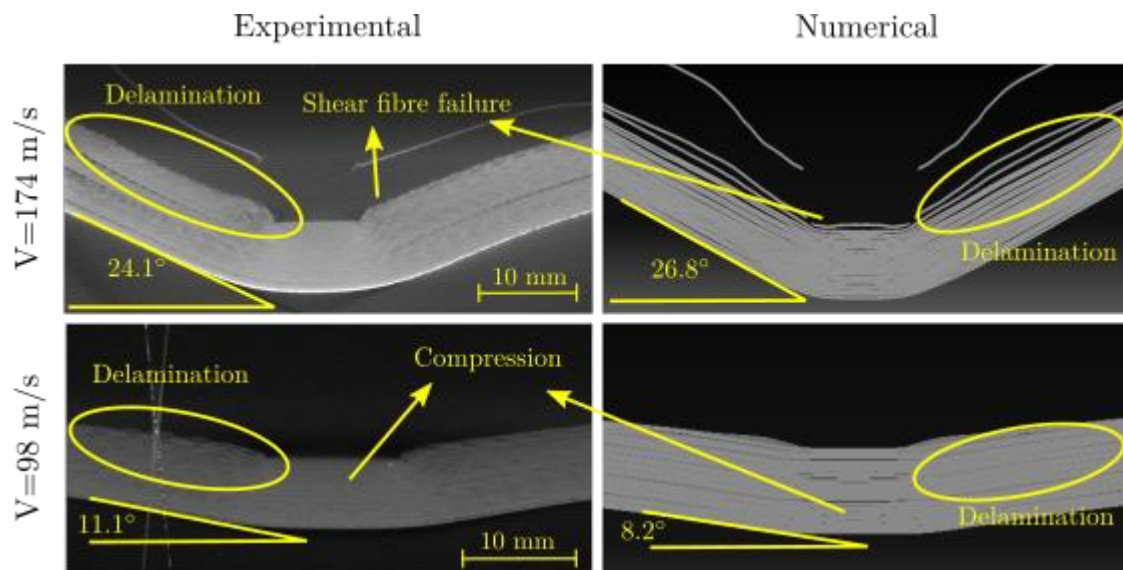 Experimental
Numerical
V=174 m/s
Delamination
Shear fibre failure
24.1°
10 mm
26.8°
Delamination
V=98 m/s
Delamination
Compression
11.1°
10 mm
8.2°
Delamination